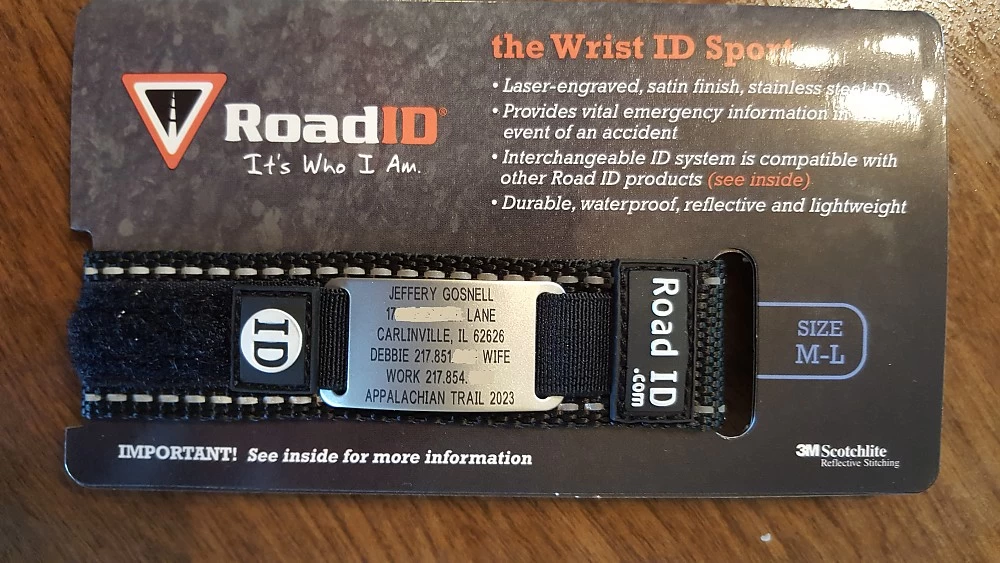 the Wrist ID Sport
• Laser-engraved, satin finish, stainless steel ID
• Provides vital emergency information in
event of an accident
• Interchangeable ID system is compatible with
other Road ID products (see inside)
• Durable, waterproof, reflective and lightweight
RoadID®
It's Who I Am.
ID
JEFFERY GOSNELL
17 LANE
CARLINVILLE, IL 62626
DEBBIE 217.851 WIFE
WORK 217.854.
APPALACHIAN TRAIL 2023
Road ID
.com
SIZE
M-L
IMPORTANT! See inside for more information
3M Scotchlite
Reflective Stitching